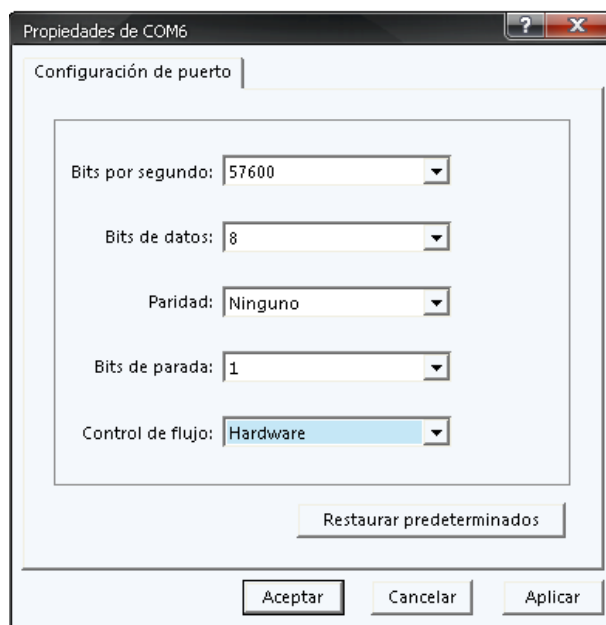 Propiedades de COM6
Configuración de puerto
Bits por segundo: 57600
Bits de datos: 8
Paridad: Ninguno
Bits de parada: 1
Control de flujo: Hardware
Restaurar predeterminados
Aceptar Cancelar Aplicar